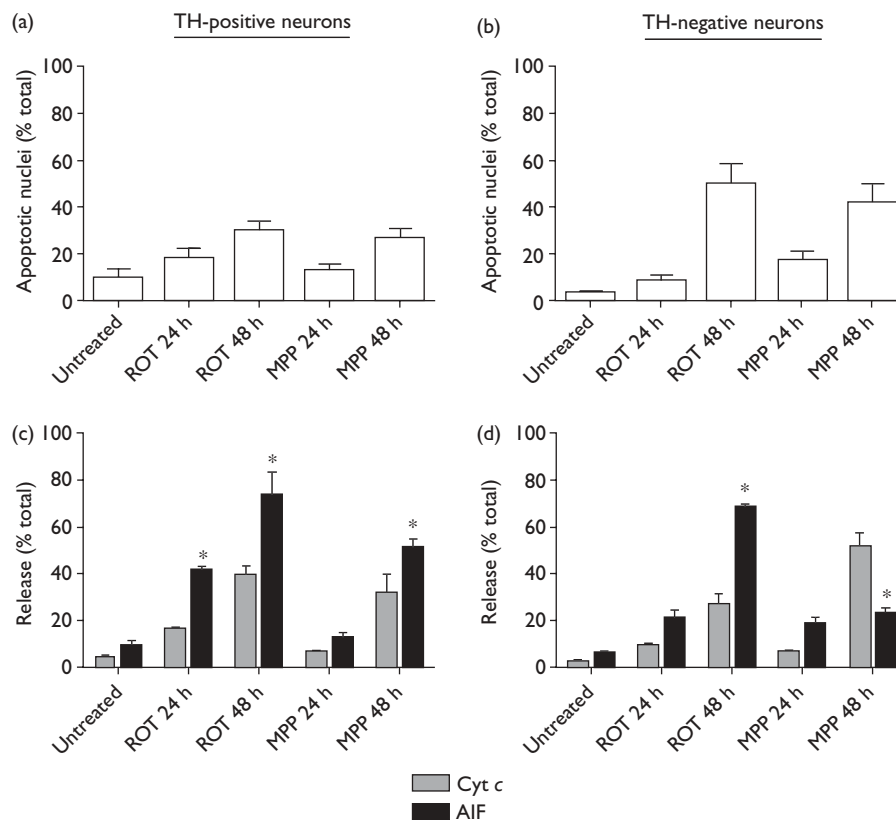 (a) TH-positive neurons
Apoptotic nuclei (% total)
100
80
60
40
20
0
Untreated
ROT 24 h
ROT 48 h
MPP 24 h
MPP 48 h
(b) TH-negative neurons
Apoptotic nuclei (% total)
100
80
60
40
20
0
Untreated
ROT 24 h
ROT 48 h
MPP 24 h
MPP 48 h
(c)
Release (% total)
100
80
60
40
20
0
*
*
*
Untreated
ROT 24 h
ROT 48 h
MPP 24 h
MPP 48 h
(d)
Release (% total)
100
80
60
40
20
0
*
*
Untreated
ROT 24 h
ROT 48 h
MPP 24 h
MPP 48 h
Cyt c
AIF